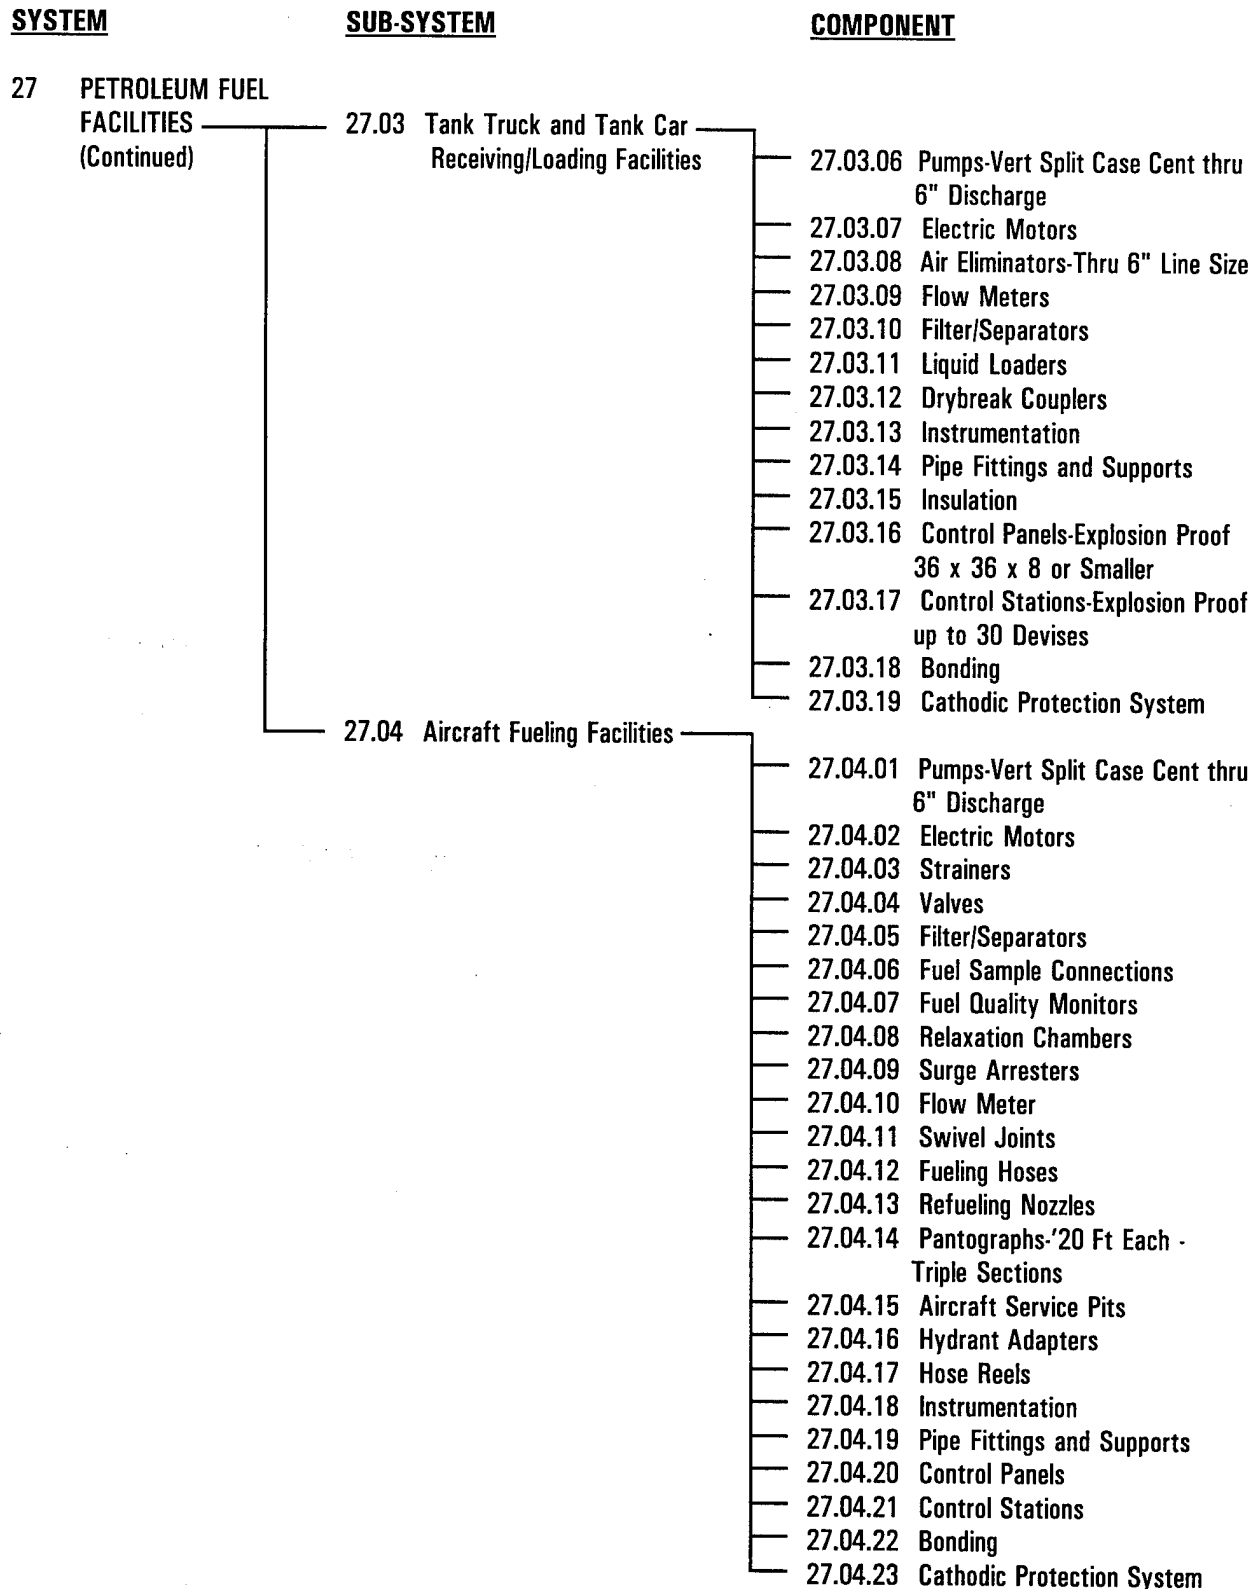 SYSTEM SUB-SYSTEM COMPONENT
27 PETROLEUM FUEL
FACILITIES 27.03 Tank Truck and Tank Car
(Continued) Receiving/Loading Facilities
27.03.06 Pumps-Vert Split Case Cent thru
6" Discharge
27.03.07 Electric Motors
27.03.08 Air Eliminators-Thru 6" Line Size
27.03.09 Flow Meters
27.03.10 Filter/Separators
27.03.11 Liquid Loaders
27.03.12 Drybreak Couplers
27.03.13 Instrumentation
27.03.14 Pipe Fittings and Supports
27.03.15 Insulation
27.03.16 Control Panels-Explosion Proof
36 x 36 x 8 or Smaller
27.03.17 Control Stations-Explosion Proof
up to 30 Devises
27.03.18 Bonding
27.03.19 Cathodic Protection System
27.04 Aircraft Fueling Facilities
27.04.01 Pumps-Vert Split Case Cent thru
6" Discharge
27.04.02 Electric Motors
27.04.03 Strainers
27.04.04 Valves
27.04.05 Filter/Separators
27.04.06 Fuel Sample Connections
27.04.07 Fuel Quality Monitors
27.04.08 Relaxation Chambers
27.04.09 Surge Arresters
27.04.10 Flow Meter
27.04.11 Swivel Joints
27.04.12 Fueling Hoses
27.04.13 Refueling Nozzles
27.04.14 Pantographs-'20 Ft Each -
Triple Sections
27.04.15 Aircraft Service Pits
27.04.16 Hydrant Adapters
27.04.17 Hose Reels
27.04.18 Instrumentation
27.04.19 Pipe Fittings and Supports
27.04.20 Control Panels
27.04.21 Control Stations
27.04.22 Bonding
27.04.23 Cathodic Protection System